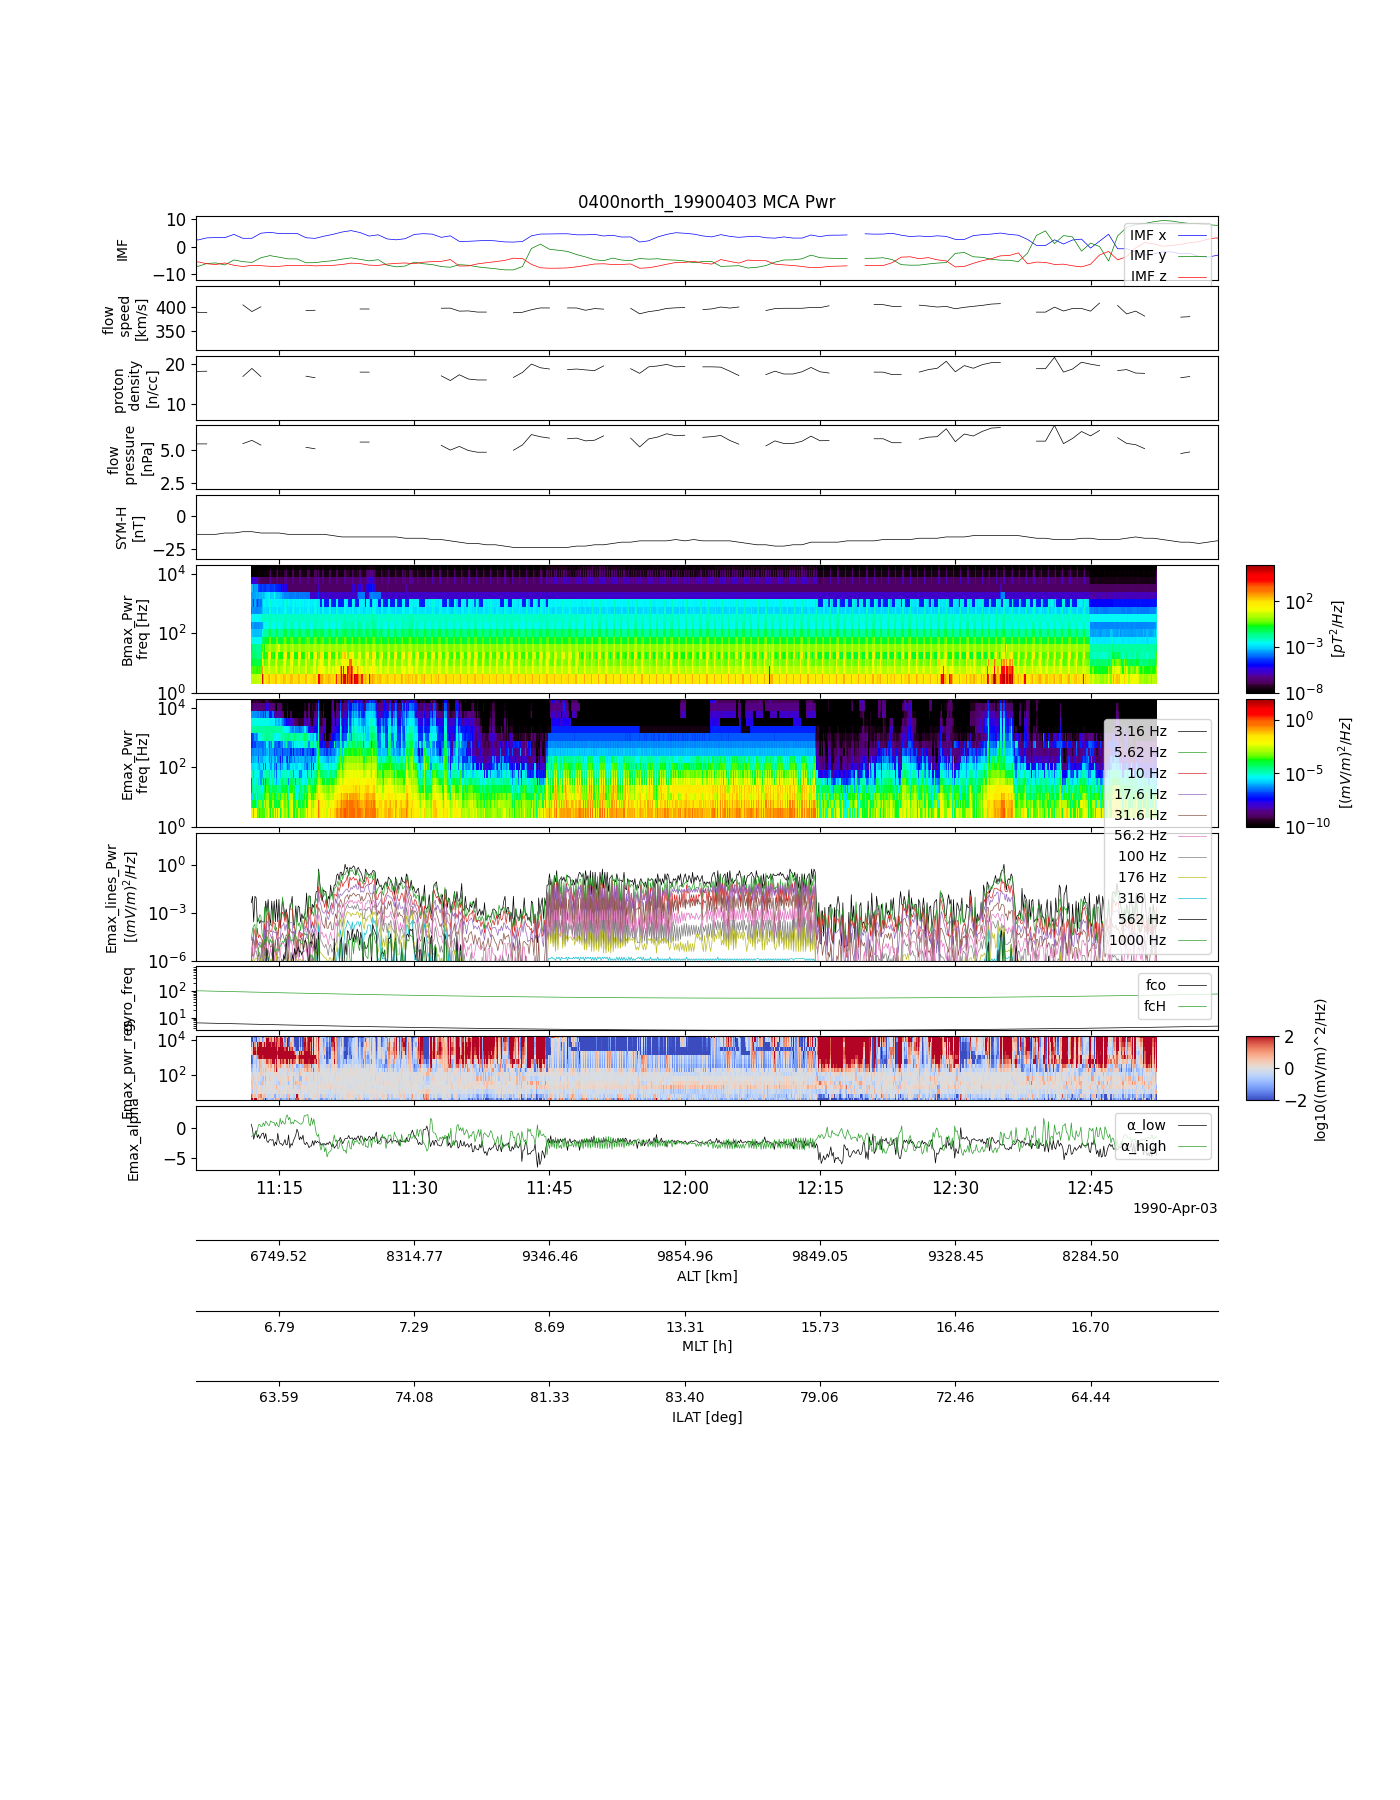 0400north_19900403 MCA Pwr
10
0
−10
IMF
IMF x
IMF y
IMF z
400
350
flow
speed
[km/s]
20
10
proton
density
[n/cc]
5.0
2.5
flow
pressure
[nPa]
0
−25
SYM-H
[nT]
10^4
10^2
10^0
Bmax_Pwr
freq [Hz]
10^2
10^−3
10^−8
[pT^2/Hz]
10^4
10^2
10^0
Emax_Pwr
freq [Hz]
10^0
10^−5
10^−10
[(mV/m)^2/Hz]
3.16 Hz
5.62 Hz
10 Hz
17.6 Hz
31.6 Hz
56.2 Hz
100 Hz
176 Hz
316 Hz
562 Hz
1000 Hz
10^0
10^−3
10^−6
Emax_lines_Pwr
[(mV/m)^2/Hz]
10^2
10^1
gyro_freq
fco
fcH
10^4
10^2
Emax_pwr_reg
2
0
−2
log10((mV/m)^2/Hz)
0
−5
Emax_alpha
α_low
α_high
11:15 11:30 11:45 12:00 12:15 12:30 12:45
1990-Apr-03
6749.52 8314.77 9346.46 9854.96 9849.05 9328.45 8284.50
ALT [km]
6.79 7.29 8.69 13.31 15.73 16.46 16.70
MLT [h]
63.59 74.08 81.33 83.40 79.06 72.46 64.44
ILAT [deg]